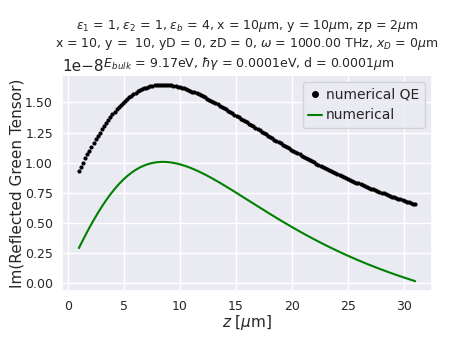 ε₁ = 1, ε₂ = 1, ε_b = 4, x = 10μm, y = 10μm, zp = 2μm
x = 10, y = 10, yD = 0, zD = 0, ω = 1000.00 THz, x_D = 0μm
1e−8 E_bulk = 9.17eV, ℏγ = 0.0001eV, d = 0.0001μm
numerical QE
numerical
Im(Reflected Green Tensor)
1.50
1.25
1.00
0.75
0.50
0.25
0.00
0 5 10 15 20 25 30
z [μm]